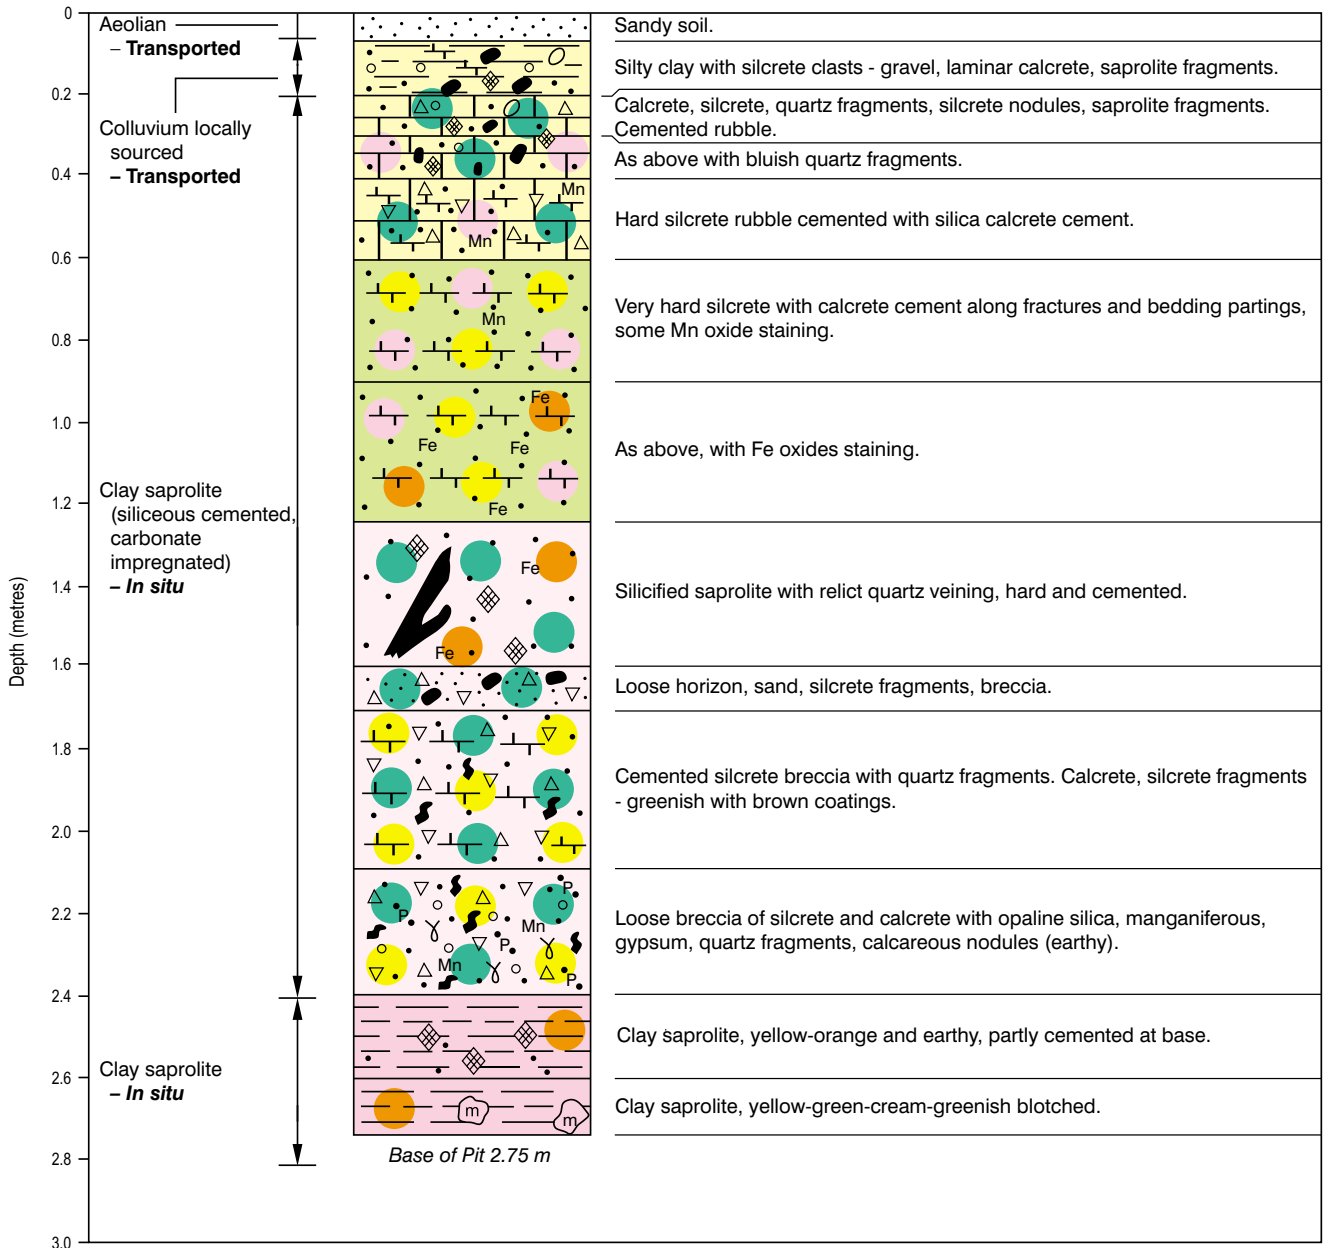 0
0.2
0.4
0.6
0.8
1.0
1.2
1.4
1.6
1.8
2.0
2.2
2.4
2.6
2.8
3.0
Depth (metres)
Aeolian
– Transported
Colluvium locally
sourced
– Transported
Clay saprolite
(siliceous cemented,
carbonate
impregnated)
– In situ
Clay saprolite
– In situ
Mn
Mn
Mn
Fe
Fe
Fe
Fe
Fe
Fe
P
P
Mn
P
Mn
P
m
m
Base of Pit 2.75 m
Sandy soil.
Silty clay with silcrete clasts - gravel, laminar calcrete, saprolite fragments.
Calcrete, silcrete, quartz fragments, silcrete nodules, saprolite fragments.
Cemented rubble.
As above with bluish quartz fragments.
Hard silcrete rubble cemented with silica calcrete cement.
Very hard silcrete with calcrete cement along fractures and bedding partings,
some Mn oxide staining.
As above, with Fe oxides staining.
Silicified saprolite with relict quartz veining, hard and cemented.
Loose horizon, sand, silcrete fragments, breccia.
Cemented silcrete breccia with quartz fragments. Calcrete, silcrete fragments
- greenish with brown coatings.
Loose breccia of silcrete and calcrete with opaline silica, manganiferous,
gypsum, quartz fragments, calcareous nodules (earthy).
Clay saprolite, yellow-orange and earthy, partly cemented at base.
Clay saprolite, yellow-green-cream-greenish blotched.